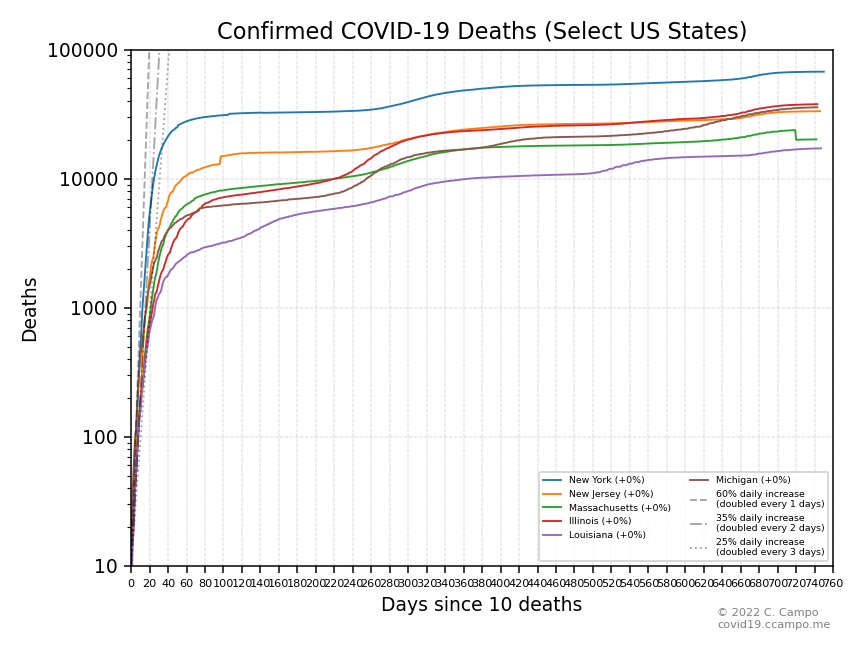 Confirmed COVID-19 Deaths (Select US States)
100000
10000
1000
100
10
Deaths
0 20 40 60 80 100 120 140 160 180 200 220 240 260 280 300 320 340 360 380 400 420 440 460 480 500 520 540 560 580 600 620 640 660 680 700 720 740 760
Days since 10 deaths
New York (+0%)
New Jersey (+0%)
Massachusetts (+0%)
Illinois (+0%)
Louisiana (+0%)
Michigan (+0%)
60% daily increase
(doubled every 1 days)
35% daily increase
(doubled every 2 days)
25% daily increase
(doubled every 3 days)
© 2022 C. Campo
covid19.ccampo.me